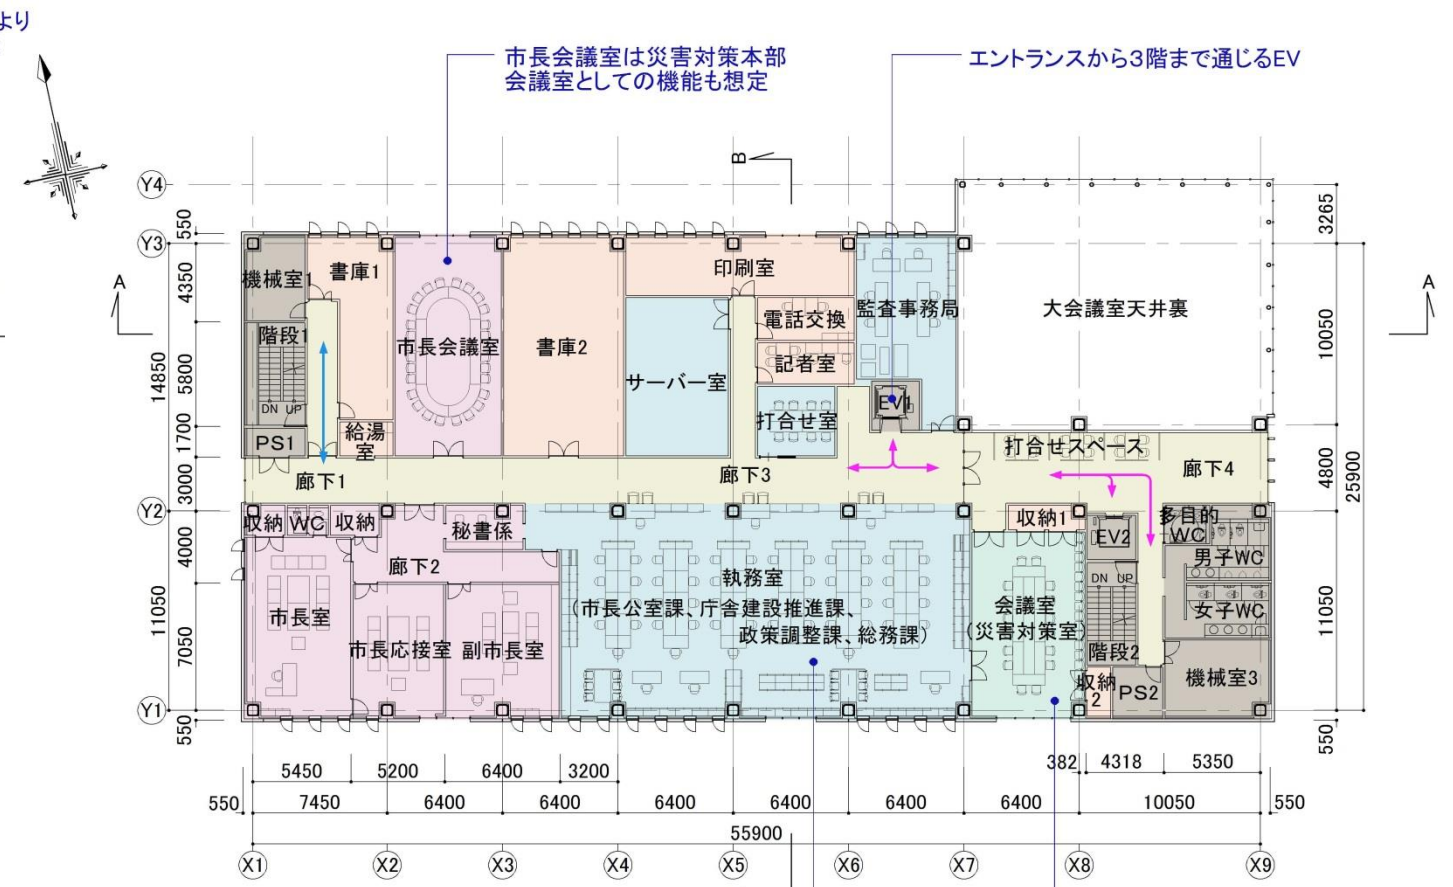 より
市長会議室は災害対策本部
会議室としての機能も想定
エントランスから3階まで通じるEV
B
A
A
Y4
Y3
Y2
Y1
550
4350
5800
1700
3000
4000
7050
550
14850
11050
3265
10050
4800
11050
550
25900
機械室1
書庫1
市長会議室
書庫2
印刷室
監査事務局
大会議室天井裏
階段1
DN UP
PS1
給湯
室
サーバー室
電話交換
記者室
打合せ室
EV1
打合せスペース
廊下1
廊下3
廊下4
収納
WC
収納
秘書係
廊下2
市長室
市長応接室
副市長室
執務室
(市長公室課、庁舎建設推進課、
政策調整課、総務課)
収納1
会議室
(災害対策室)
EV2
DN UP
階段2
多目的
WC
男子WC
女子WC
機械室3
収納
2
PS2
5450
5200
6400
3200
382
4318
5350
550
7450
6400
6400
6400
6400
6400
6400
10050
550
55900
X1
X2
X3
X4
X5
X6
X7
X8
X9